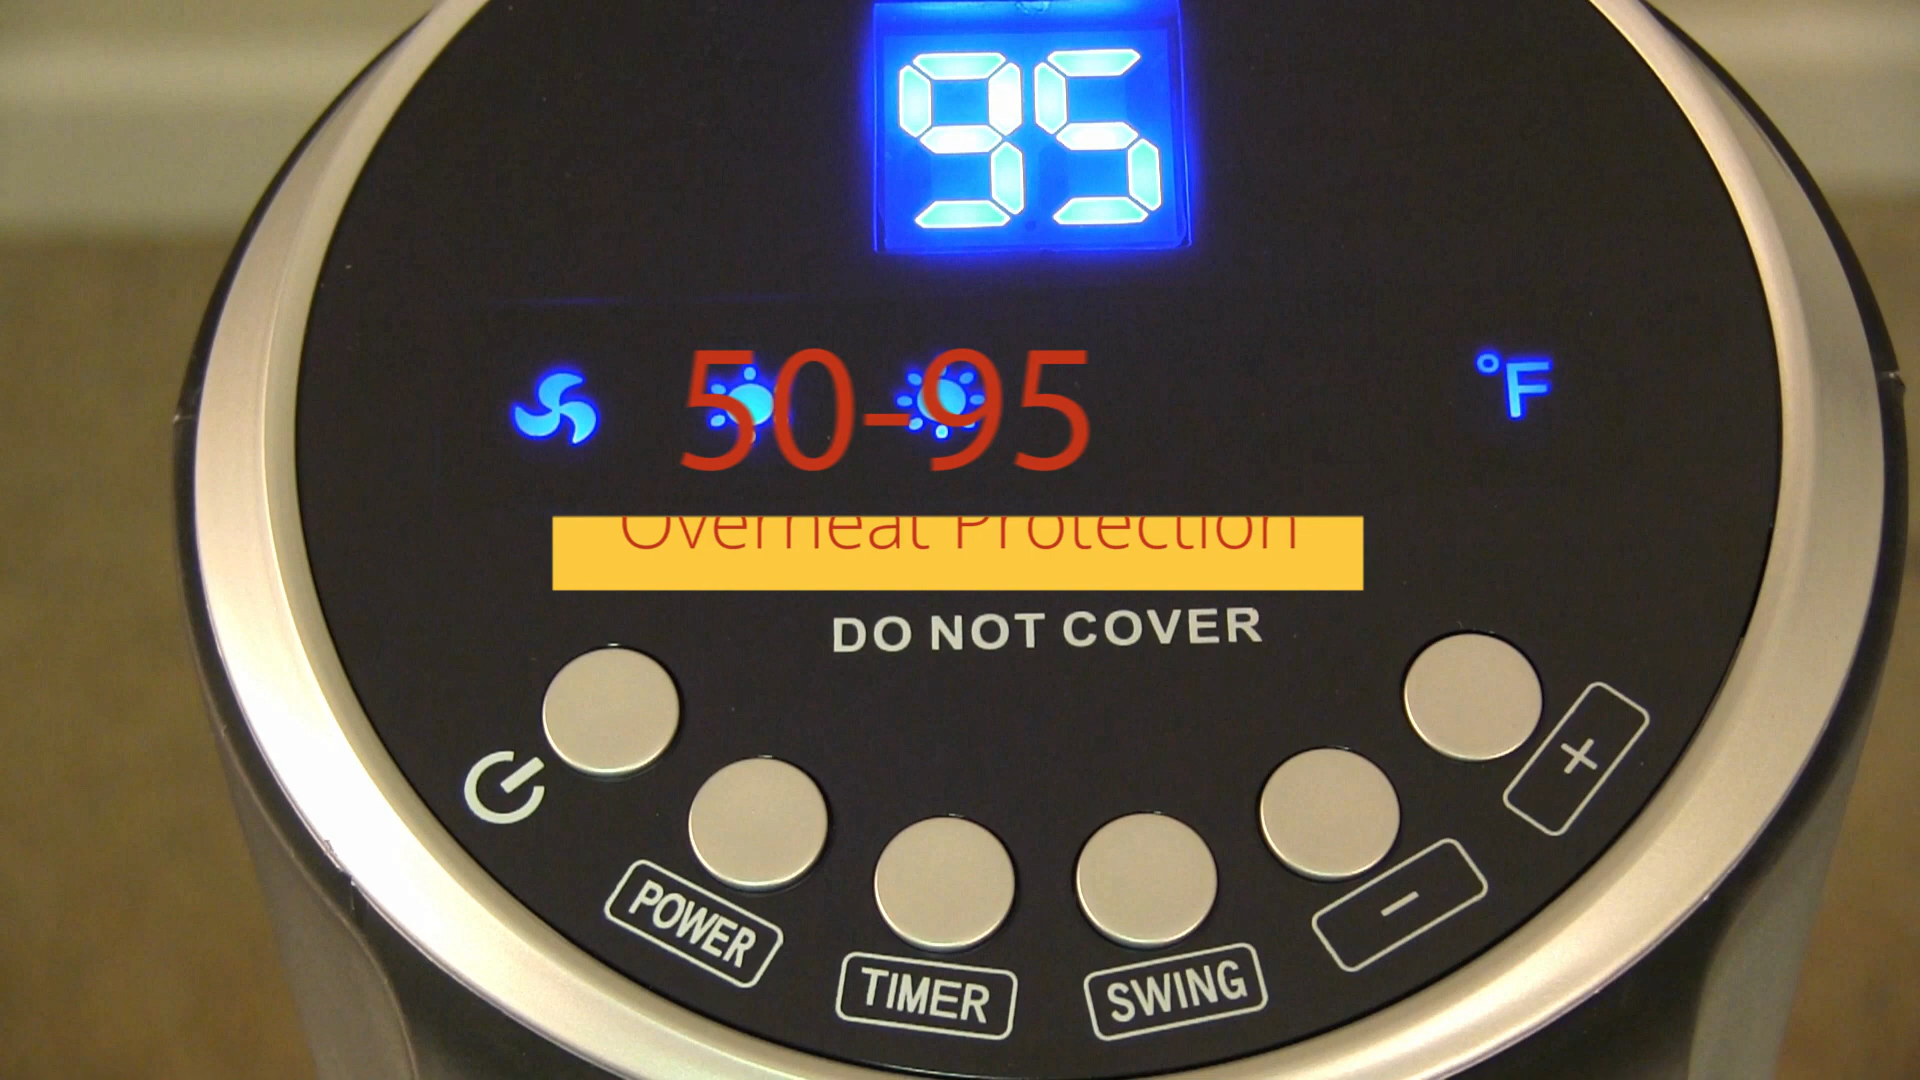 95
50-95
°F
Overheat Protection
DO NOT COVER
POWER
TIMER
SWING
-
+